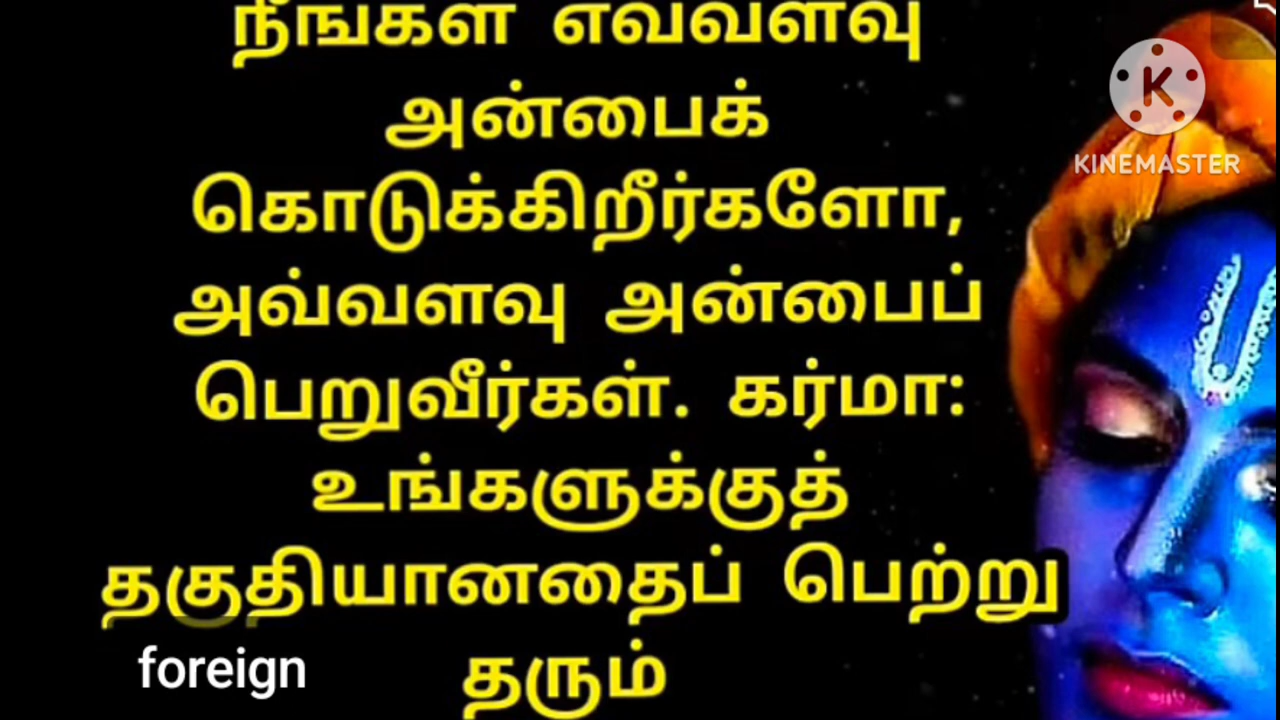 நீங்கள் எவ்வளவு
அன்பைக்
கொடுக்கிறீர்களோ,
அவ்வளவு அன்பைப்
பெறுவீர்கள். கர்மா:
உங்களுக்குத்
தகுதியானதைப் பெற்று
தரும்
foreign
KINEMASTER